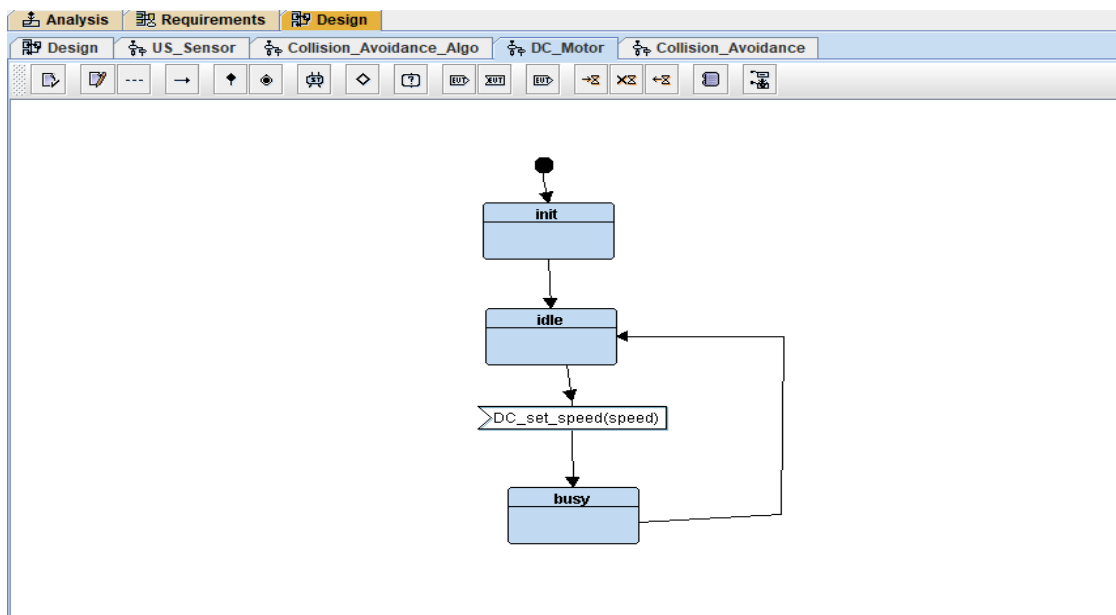 Analysis Requirements Design
Design US_Sensor Collision_Avoidance_Algo DC_Motor Collision_Avoidance
init
idle
DC_set_speed(speed)
busy